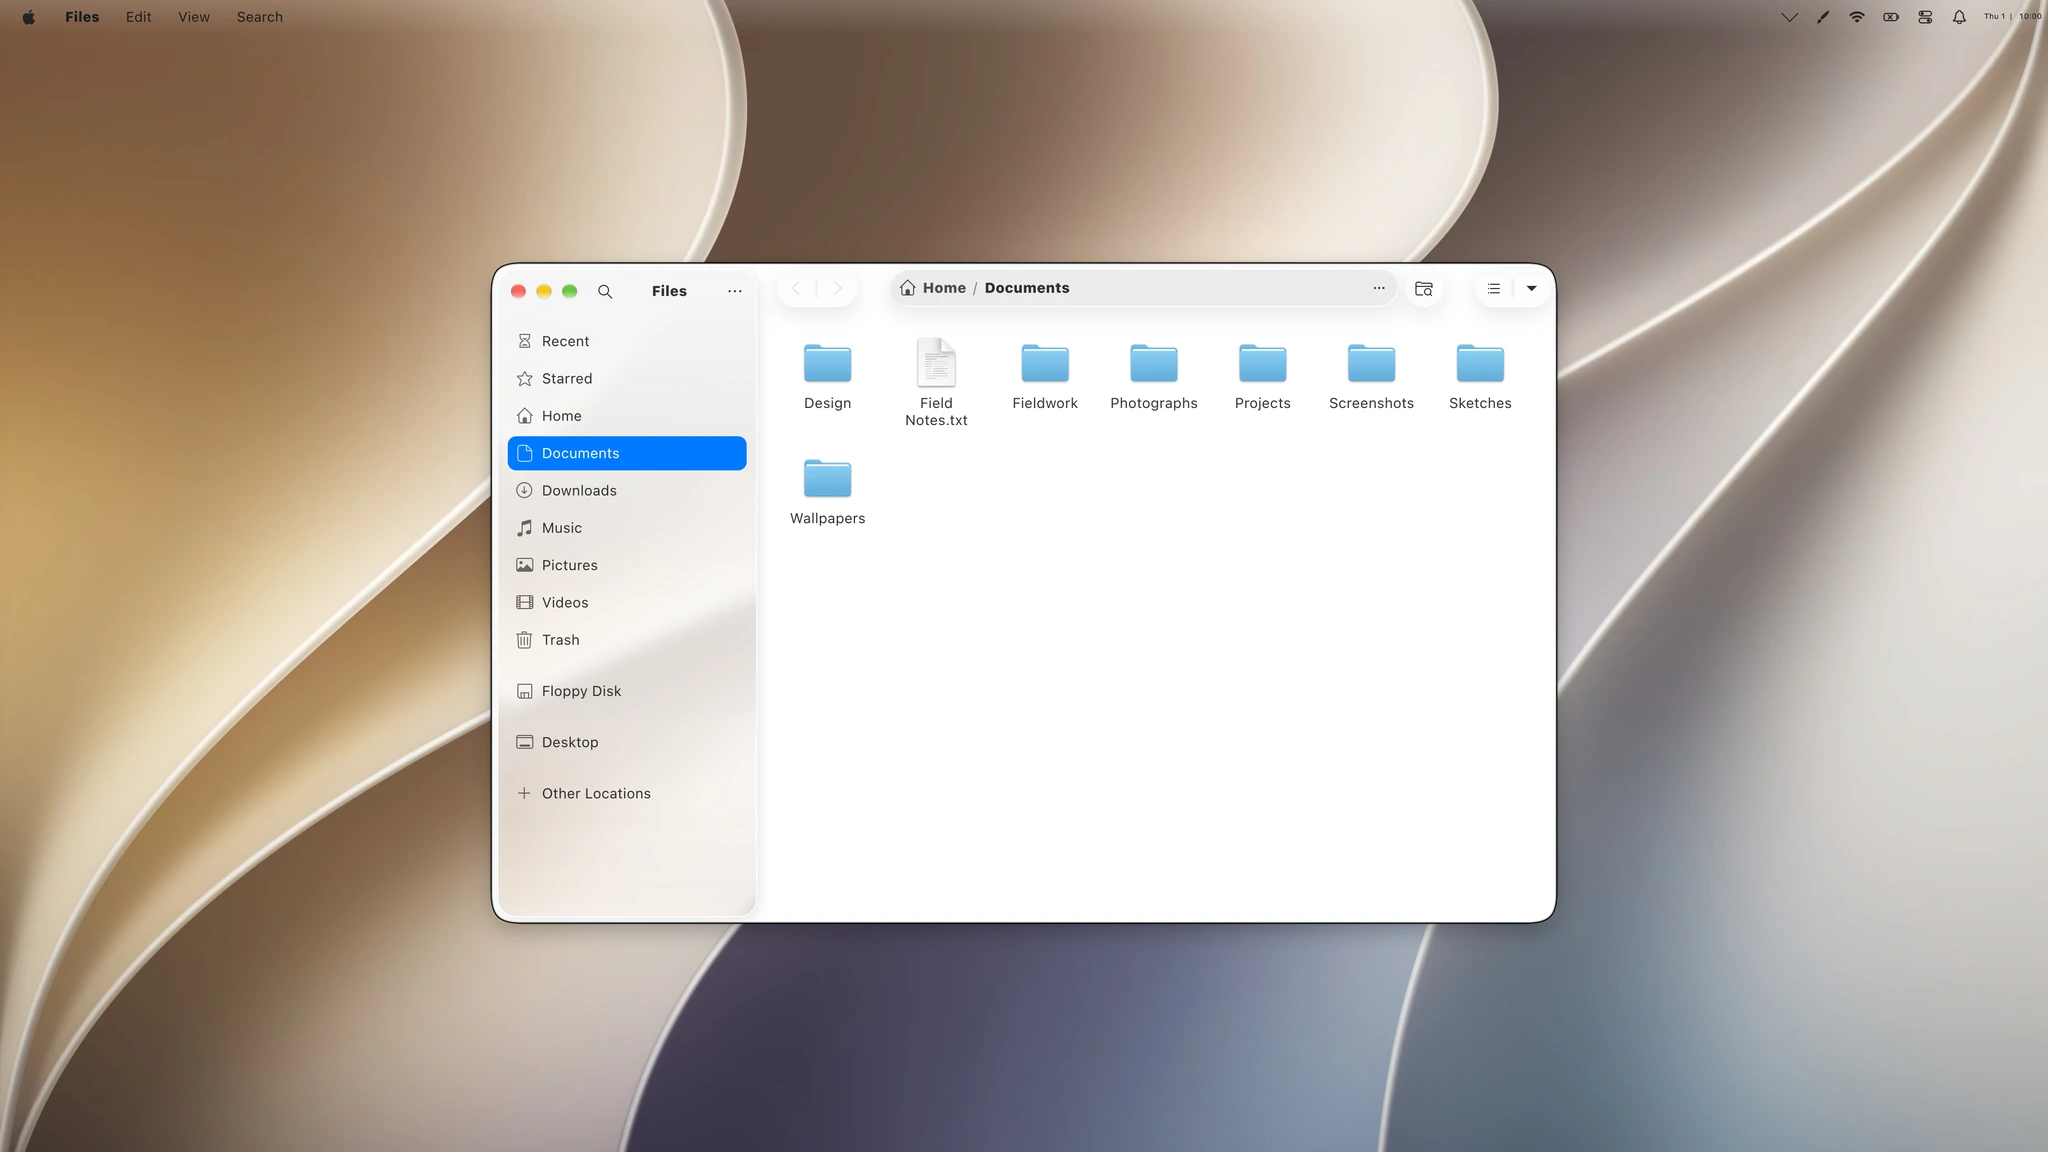 Files Edit View Search
Thu 1 | 10:00
Files
Home / Documents
Recent
Starred
Home
Documents
Downloads
Music
Pictures
Videos
Trash
Floppy Disk
Desktop
Other Locations
Design
Field
Notes.txt
Fieldwork
Photographs
Projects
Screenshots
Sketches
Wallpapers